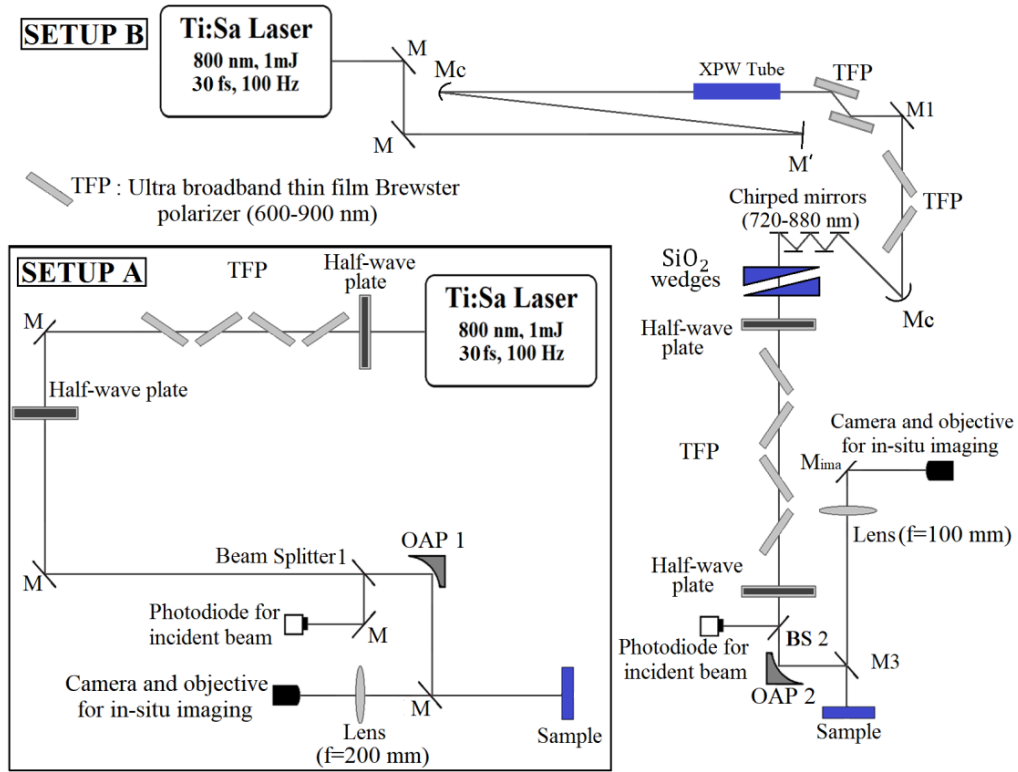 SETUP B
Ti:Sa Laser
800 nm, 1mJ
30 fs, 100 Hz
M
Mc
XPW Tube
TFP
M1
M
M′
TFP : Ultra broadband thin film Brewster
polarizer (600-900 nm)
Chirped mirrors
(720-880 nm)
TFP
SiO2
wedges
Mc
Half-wave
plate
TFP
Camera and objective
for in-situ imaging
Mima
Lens (f=100 mm)
Half-wave
plate
Photodiode for
incident beam
BS 2
M3
OAP 2
Sample
SETUP A
TFP
Half-wave
plate
Ti:Sa Laser
800 nm, 1mJ
30 fs, 100 Hz
M
Half-wave plate
M
Beam Splitter1
OAP 1
Photodiode for
incident beam
M
Camera and objective
for in-situ imaging
Lens
(f=200 mm)
M
Sample